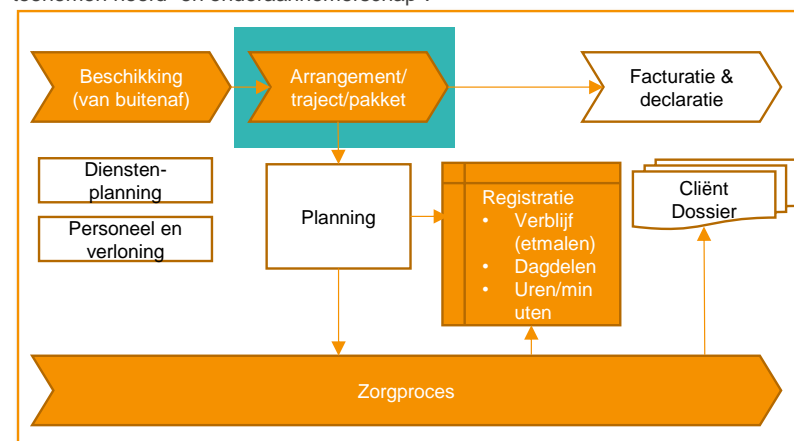 Beschikking
(van buitenaf)
Arrangement/
traject/pakket
Facturatie &
declaratie
Diensten-
planning
Personeel en
verloning
Planning
Registratie
• Verblijf
(etmalen)
• Dagdelen
• Uren/min
uten
Cliënt
Dossier
Zorgproces